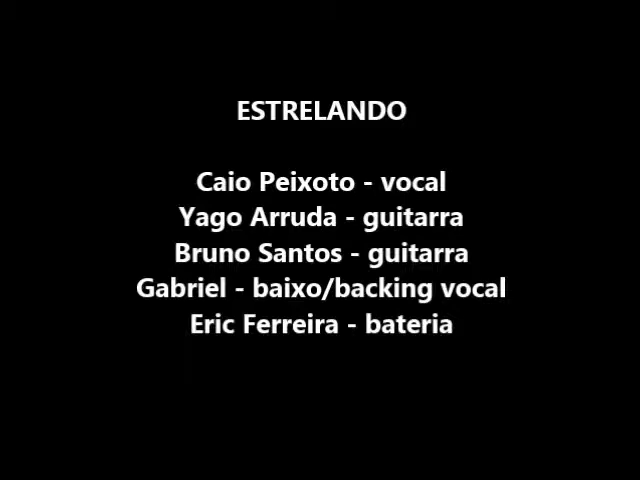 ESTRELANDO
Caio Peixoto - vocal
Yago Arruda - guitarra
Bruno Santos - guitarra
Gabriel - baixo/backing vocal
Eric Ferreira - bateria